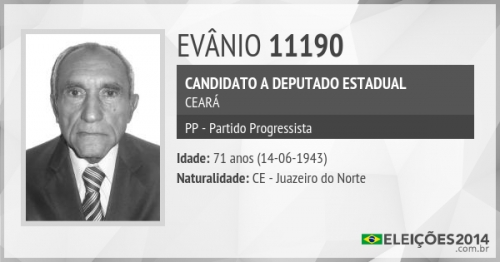 EVÂNIO 11190
CANDIDATO A DEPUTADO ESTADUAL
CEARÁ
PP - Partido Progressista
Idade: 71 anos (14-06-1943)
Naturalidade: CE - Juazeiro do Norte
ELEIÇÕES2014
.com.br